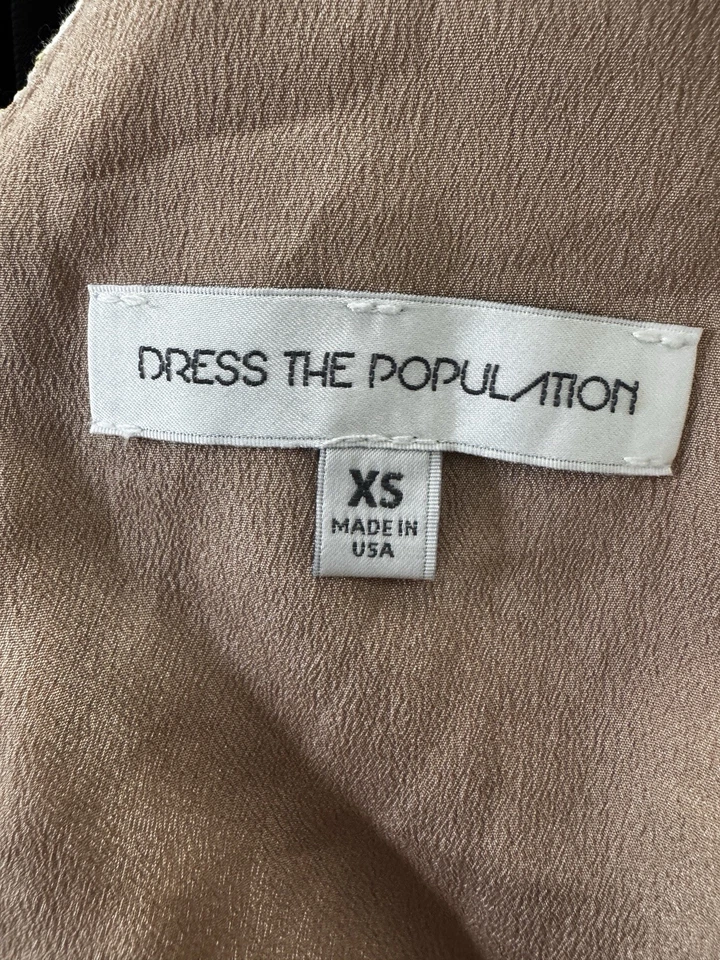 DRESS THE POPULATION
XS
MADE IN
USA